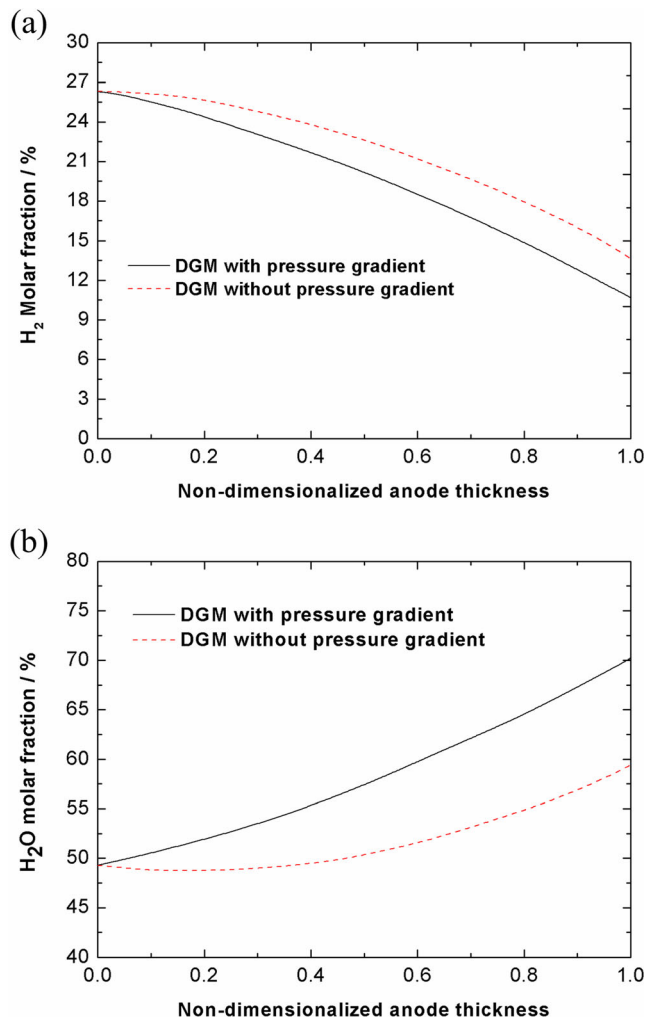 (a)
30
27
24
21
18
15
12
9
6
3
0
H₂ Molar fraction / %
DGM with pressure gradient
DGM without pressure gradient
0.0 0.2 0.4 0.6 0.8 1.0
Non-dimensionalized anode thickness
(b)
80
75
70
65
60
55
50
45
40
H₂O molar fraction / %
DGM with pressure gradient
DGM without pressure gradient
0.0 0.2 0.4 0.6 0.8 1.0
Non-dimensionalized anode thickness